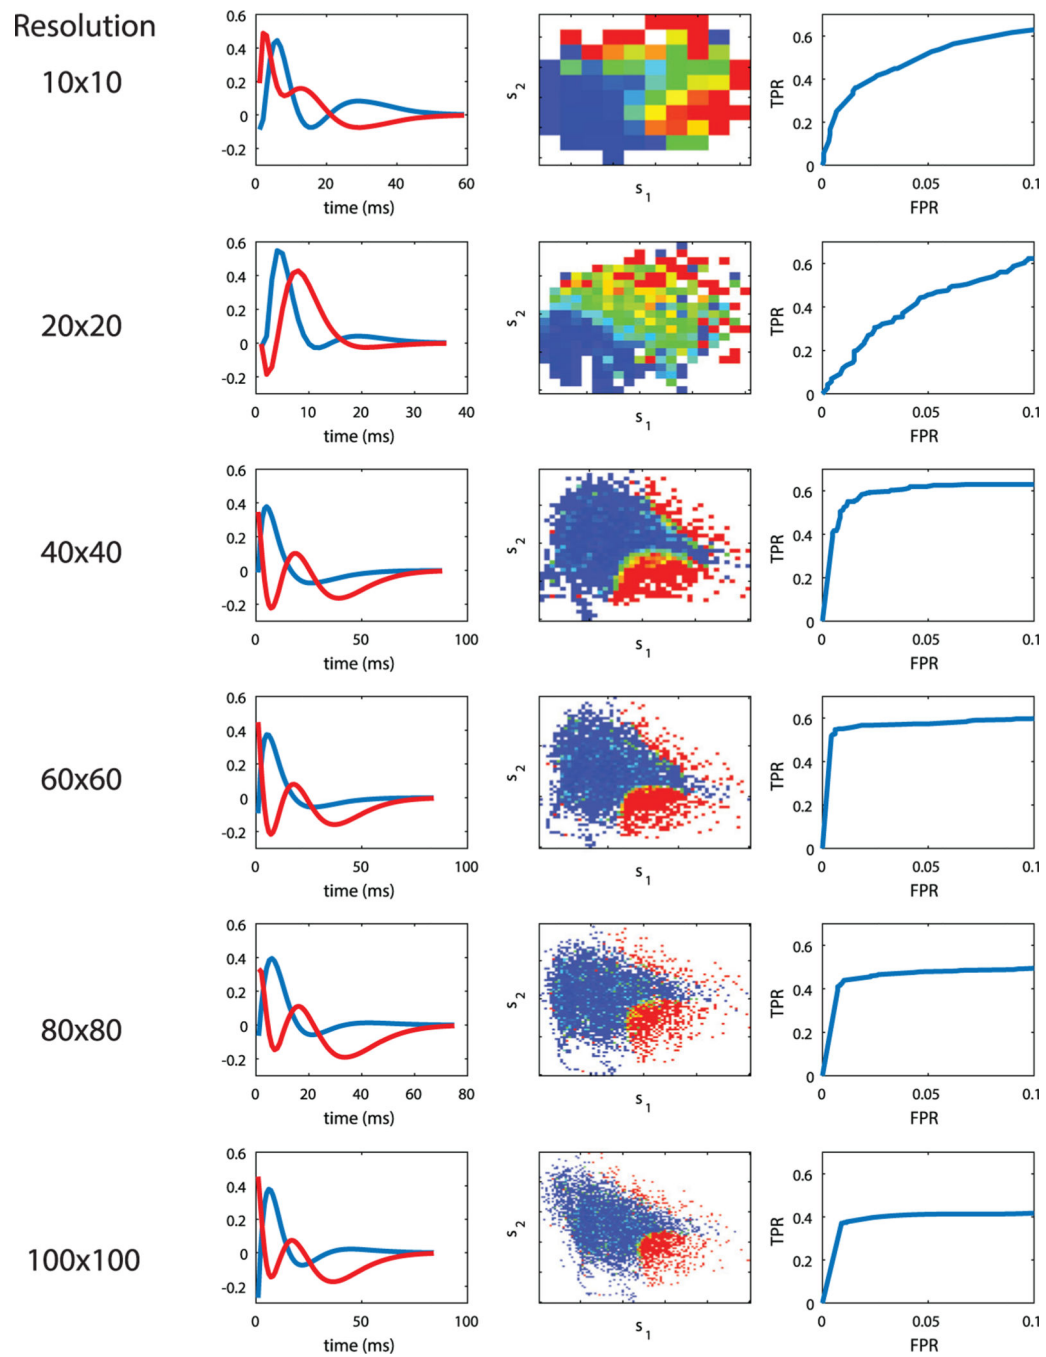 Resolution
10x10
0.6
0.4
0.2
0
-0.2
0 20 40 60
time (ms)
s2
s1
TPR
0.6
0.4
0.2
0
0 0.05 0.1
FPR
20x20
0.6
0.4
0.2
0
-0.2
0 10 20 30 40
time (ms)
s2
s1
TPR
0.6
0.4
0.2
0
0 0.05 0.1
FPR
40x40
0.6
0.4
0.2
0
-0.2
0 50 100
time (ms)
s2
s1
TPR
0.6
0.4
0.2
0
0 0.05 0.1
FPR
60x60
0.6
0.4
0.2
0
-0.2
0 50 100
time (ms)
s2
s1
TPR
0.6
0.4
0.2
0
0 0.05 0.1
FPR
80x80
0.6
0.4
0.2
0
-0.2
0 20 40 60 80
time (ms)
s2
s1
TPR
0.6
0.4
0.2
0
0 0.05 0.1
FPR
100x100
0.6
0.4
0.2
0
-0.2
0 50 100
time (ms)
s2
s1
TPR
0.6
0.4
0.2
0
0 0.05 0.1
FPR